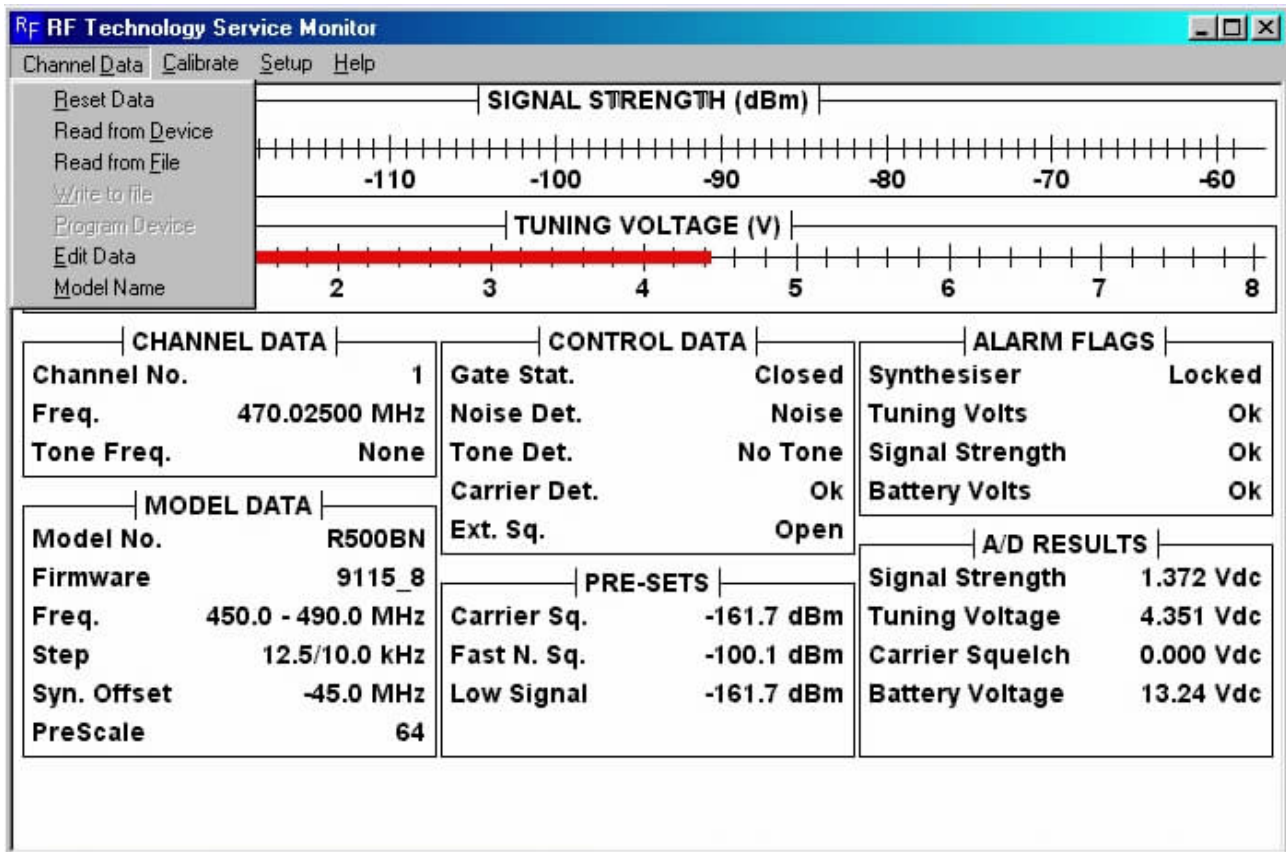 RF RF Technology Service Monitor
Channel Data Calibrate Setup Help
Reset Data
Read from Device
Read from File
Write to file
Program Device
Edit Data
Model Name
SIGNAL STRENGTH (dBm)
-110 -100 -90 -80 -70 -60
TUNING VOLTAGE (V)
2 3 4 5 6 7 8
CHANNEL DATA
Channel No. 1
Freq. 470.02500 MHz
Tone Freq. None
MODEL DATA
Model No. R500BN
Firmware 9115_8
Freq. 450.0 - 490.0 MHz
Step 12.5/10.0 kHz
Syn. Offset -45.0 MHz
PreScale 64
CONTROL DATA
Gate Stat. Closed
Noise Det. Noise
Tone Det. No Tone
Carrier Det. Ok
Ext. Sq. Open
PRE-SETS
Carrier Sq. -161.7 dBm
Fast N. Sq. -100.1 dBm
Low Signal -161.7 dBm
ALARM FLAGS
Synthesiser Locked
Tuning Volts Ok
Signal Strength Ok
Battery Volts Ok
A/D RESULTS
Signal Strength 1.372 Vdc
Tuning Voltage 4.351 Vdc
Carrier Squelch 0.000 Vdc
Battery Voltage 13.24 Vdc